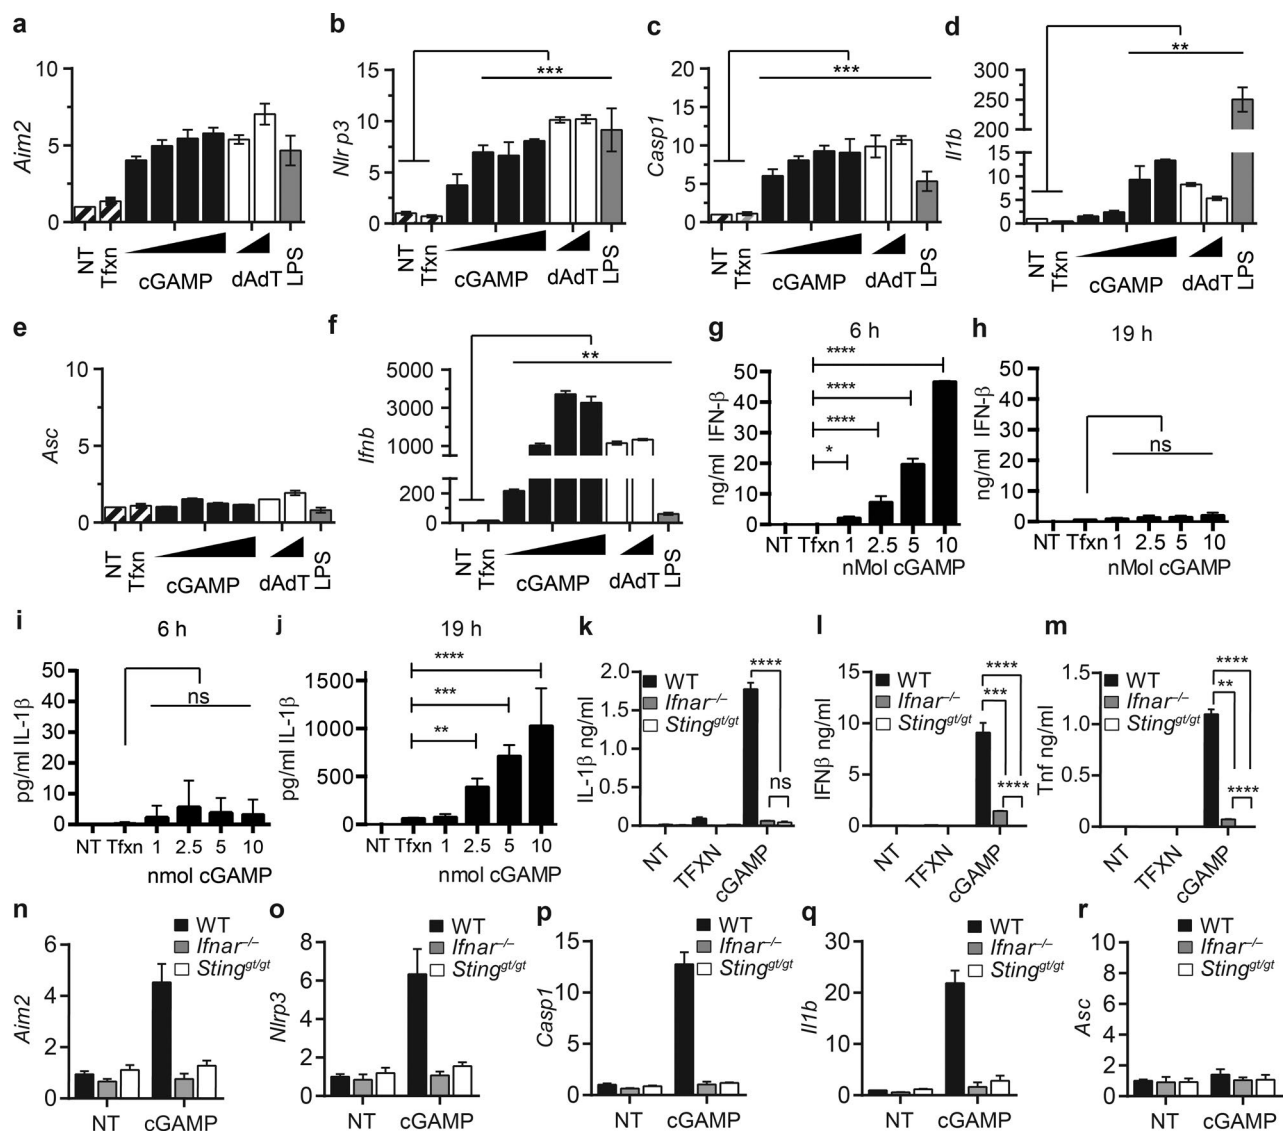 a
Aim2
10
5
0
NT
Tfxn
cGAMP
dAdT
LPS
b
Nlrp3
15
10
5
0
***
NT
Tfxn
cGAMP
dAdT
LPS
c
Casp1
20
15
10
5
0
***
NT
Tfxn
cGAMP
dAdT
LPS
d
Il1b
300
250
200
15
10
5
0
**
NT
Tfxn
cGAMP
dAdT
LPS
e
Asc
10
5
0
NT
Tfxn
cGAMP
dAdT
LPS
f
Ifnb
5000
3000
1000
200
0
**
NT
Tfxn
cGAMP
dAdT
LPS
g
6 h
ng/ml IFN-β
50
40
30
20
10
0
****
****
****
*
NT Tfxn 1 2.5 5 10
nMol cGAMP
h
19 h
ng/ml IFN-β
50
40
30
20
10
0
ns
NT Tfxn 1 2.5 5 10
nMol cGAMP
i
6 h
pg/ml IL-1β
50
40
30
20
10
0
ns
NT Tfxn 1 2.5 5 10
nmol cGAMP
j
19 h
pg/ml IL-1β
1500
1000
500
0
****
***
**
NT Tfxn 1 2.5 5 10
nmol cGAMP
k
IL-1β ng/ml
2.0
1.5
1.0
0.5
0
WT
Ifnar–/–
Stinggt/gt
****
ns
NT
TFXN
cGAMP
l
IFNβ ng/ml
15
10
5
0
WT
Ifnar–/–
Stinggt/gt
****
***
****
NT
TFXN
cGAMP
m
Tnf ng/ml
1.5
1.0
0.5
0
WT
Ifnar–/–
Stinggt/gt
****
**
****
NT
TFXN
cGAMP
n
Aim2
6
4
2
0
WT
Ifnar–/–
Stinggt/gt
NT
cGAMP
o
Nlrp3
8
6
4
2
0
WT
Ifnar–/–
Stinggt/gt
NT
cGAMP
p
Casp1
15
10
5
0
WT
Ifnar–/–
Stinggt/gt
NT
cGAMP
q
Il1b
30
20
10
0
WT
Ifnar–/–
Stinggt/gt
NT
cGAMP
r
Asc
10
8
6
4
2
0
WT
Ifnar–/–
Stinggt/gt
NT
cGAMP